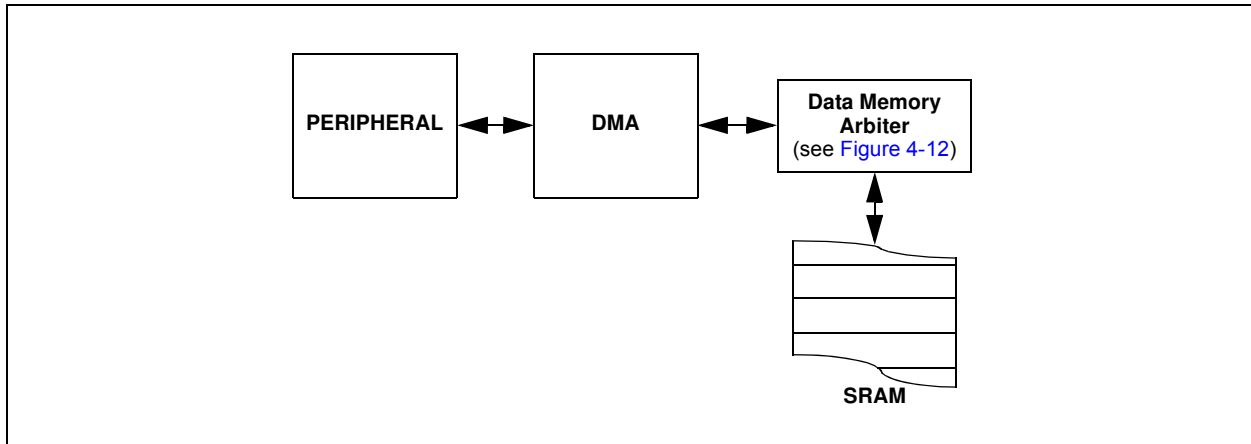 PERIPHERAL
DMA
Data Memory
Arbiter
(see Figure 4-12)
SRAM